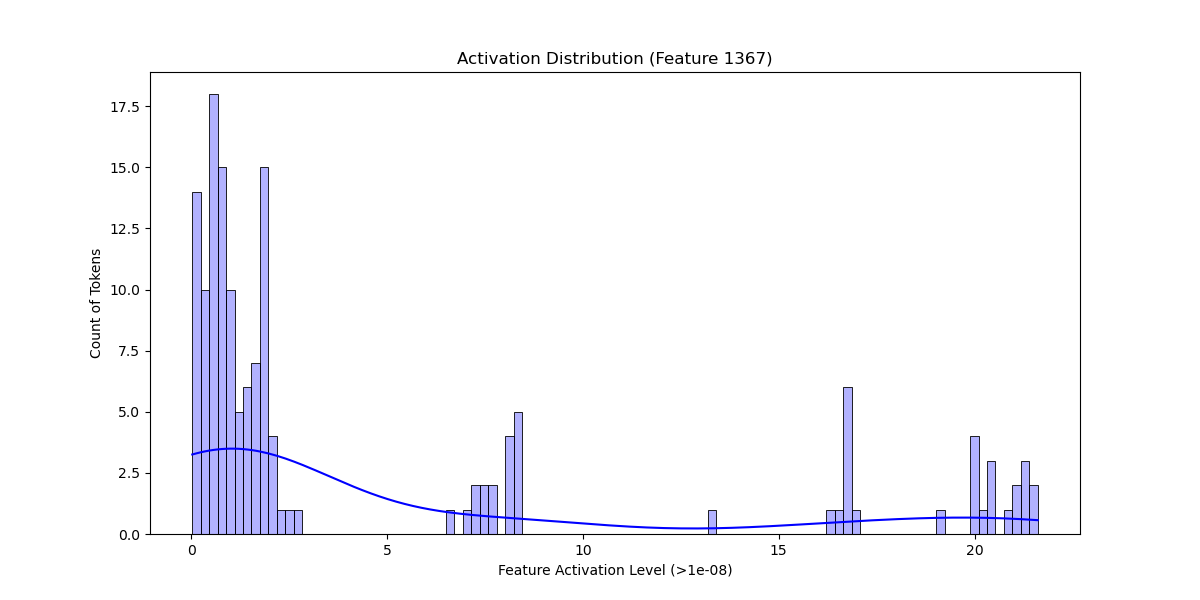 Activation Distribution (Feature 1367)
17.5
15.0
12.5
10.0
7.5
5.0
2.5
0.0
Count of Tokens
0 5 10 15 20
Feature Activation Level (>1e-08)